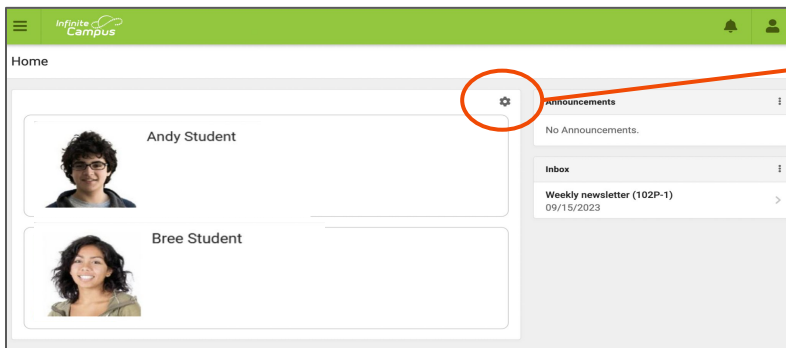 Infinite
Campus
Home
Andy Student
Bree Student
Announcements
No Announcements.
Inbox
Weekly newsletter (102P-1)
09/15/2023